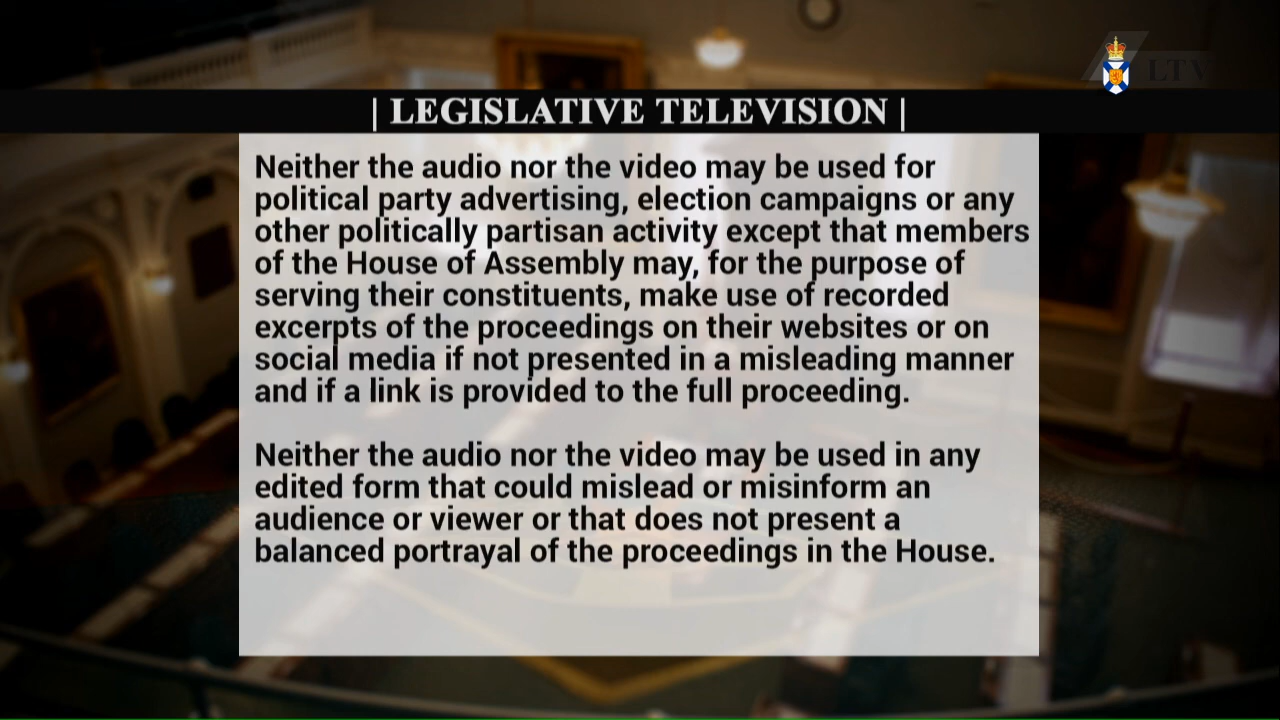 LTV
| LEGISLATIVE TELEVISION |
Neither the audio nor the video may be used for
political party advertising, election campaigns or any
other politically partisan activity except that members
of the House of Assembly may, for the purpose of
serving their constituents, make use of recorded
excerpts of the proceedings on their websites or on
social media if not presented in a misleading manner
and if a link is provided to the full proceeding.
Neither the audio nor the video may be used in any
edited form that could mislead or misinform an
audience or viewer or that does not present a
balanced portrayal of the proceedings in the House.